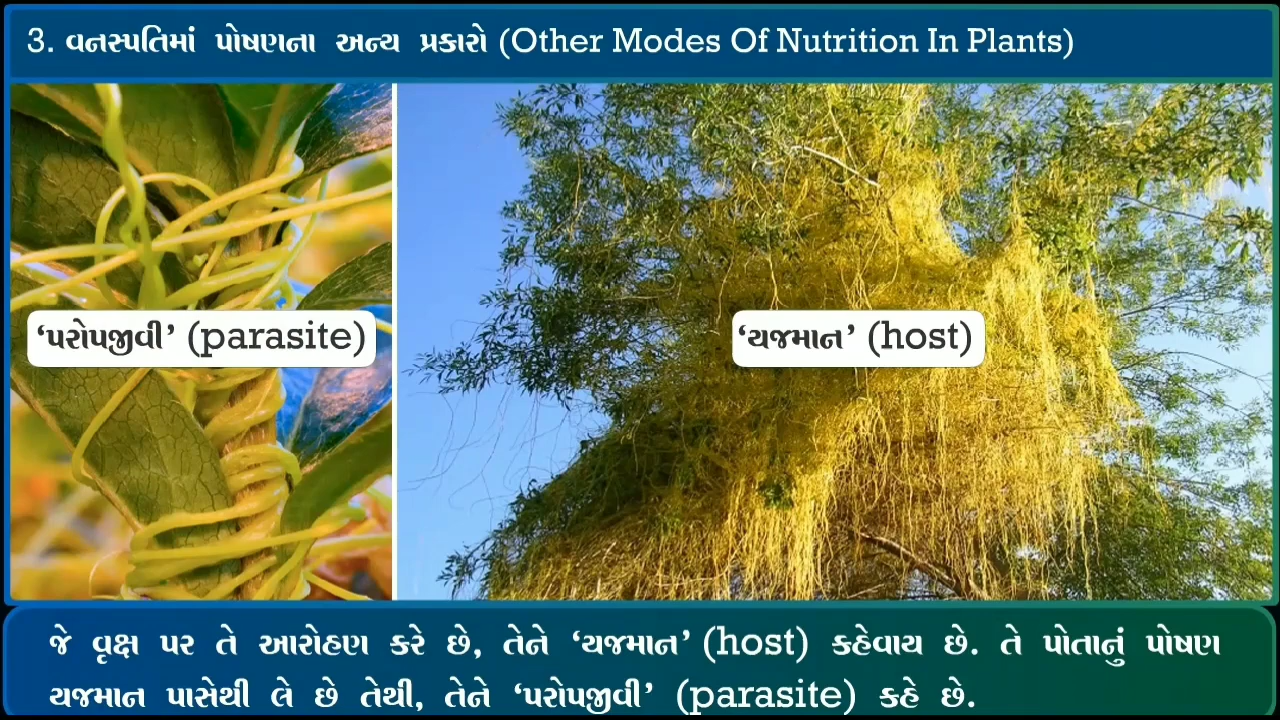 3. વનસ્પતિમાં પોષણના અન્ય પ્રકારો (Other Modes Of Nutrition In Plants)
‘પરોપજીવી’ (parasite)
‘યજમાન’ (host)
જે વૃક્ષ પર તે આરોહણ કરે છે, તેને ‘યજમાન’ (host) કહેવાય છે. તે પોતાનું પોષણ
યજમાન પાસેથી લે છે તેથી, તેને ‘પરોપજીવી’ (parasite) કહે છે.